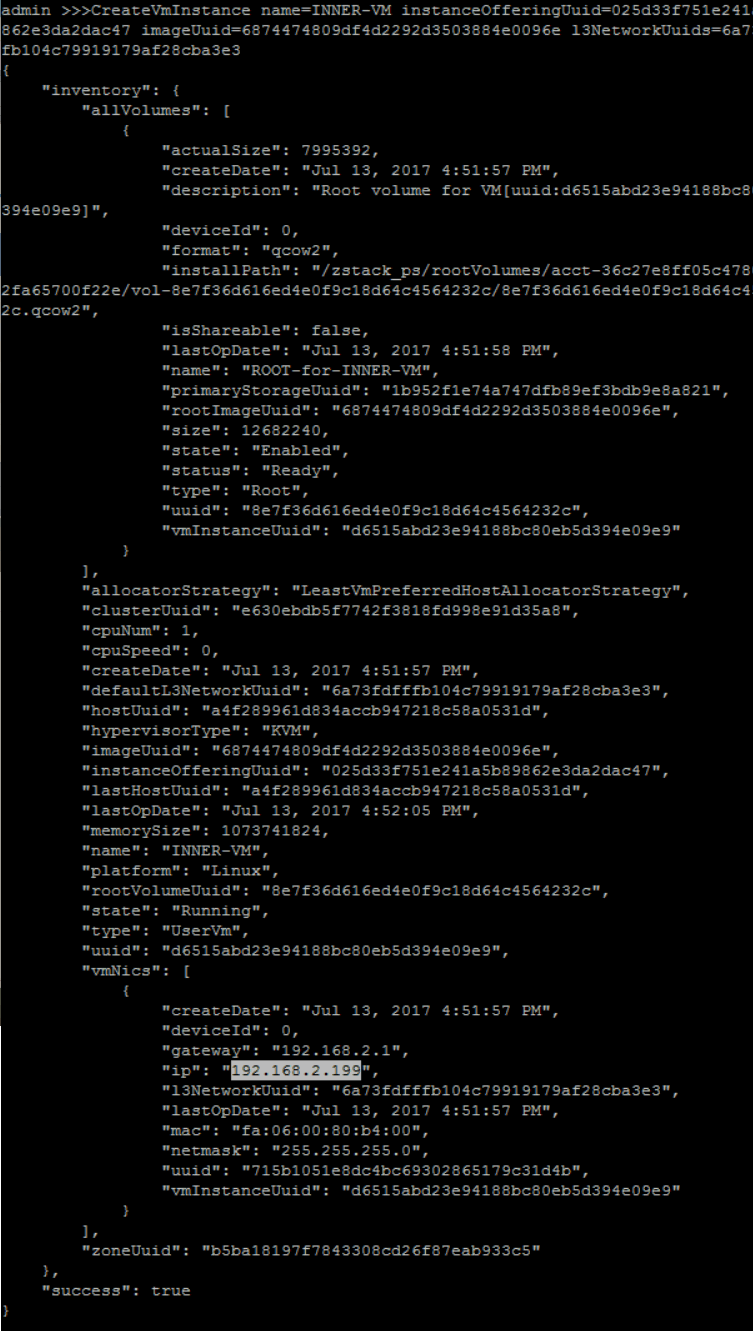 admin >>>CreateVmInstance name=INNER-VM instanceOfferingUuid=025d33f751e241a
862e3da2dac47 imageUuid=6874474809df4d2292d3503884e0096e l3NetworkUuids=6a73
fb104c79919179af28cba3e3
{
    "inventory": {
        "allVolumes": [
            {
                "actualSize": 7995392,
                "createDate": "Jul 13, 2017 4:51:57 PM",
                "description": "Root volume for VM[uuid:d6515abd23e94188bc80
394e09e9]",
                "deviceId": 0,
                "format": "qcow2",
                "installPath": "/zstack_ps/rootVolumes/acct-36c27e8ff05c4780
2fa65700f22e/vol-8e7f36d616ed4e0f9c18d64c4564232c/8e7f36d616ed4e0f9c18d64c4
2c.qcow2",
                "isShareable": false,
                "lastOpDate": "Jul 13, 2017 4:51:58 PM",
                "name": "ROOT-for-INNER-VM",
                "primaryStorageUuid": "1b952f1e74a747dfb89ef3bdb9e8a821",
                "rootImageUuid": "6874474809df4d2292d3503884e0096e",
                "size": 12682240,
                "state": "Enabled",
                "status": "Ready",
                "type": "Root",
                "uuid": "8e7f36d616ed4e0f9c18d64c4564232c",
                "vmInstanceUuid": "d6515abd23e94188bc80eb5d394e09e9"
            }
        ],
        "allocatorStrategy": "LeastVmPreferredHostAllocatorStrategy",
        "clusterUuid": "e630ebdb5f7742f3818fd998e91d35a8",
        "cpuNum": 1,
        "cpuSpeed": 0,
        "createDate": "Jul 13, 2017 4:51:57 PM",
        "defaultL3NetworkUuid": "6a73fdfffb104c79919179af28cba3e3",
        "hostUuid": "a4f289961d834accb947218c58a0531d",
        "hypervisorType": "KVM",
        "imageUuid": "6874474809df4d2292d3503884e0096e",
        "instanceOfferingUuid": "025d33f751e241a5b89862e3da2dac47",
        "lastHostUuid": "a4f289961d834accb947218c58a0531d",
        "lastOpDate": "Jul 13, 2017 4:52:05 PM",
        "memorySize": 1073741824,
        "name": "INNER-VM",
        "platform": "Linux",
        "rootVolumeUuid": "8e7f36d616ed4e0f9c18d64c4564232c",
        "state": "Running",
        "type": "UserVm",
        "uuid": "d6515abd23e94188bc80eb5d394e09e9",
        "vmNics": [
            {
                "createDate": "Jul 13, 2017 4:51:57 PM",
                "deviceId": 0,
                "gateway": "192.168.2.1",
                "ip": "192.168.2.199",
                "l3NetworkUuid": "6a73fdfffb104c79919179af28cba3e3",
                "lastOpDate": "Jul 13, 2017 4:51:57 PM",
                "mac": "fa:06:00:80:b4:00",
                "netmask": "255.255.255.0",
                "uuid": "715b1051e8dc4bc69302865179c31d4b",
                "vmInstanceUuid": "d6515abd23e94188bc80eb5d394e09e9"
            }
        ],
        "zoneUuid": "b5ba18197f7843308cd26f87eab933c5"
    },
    "success": true
}